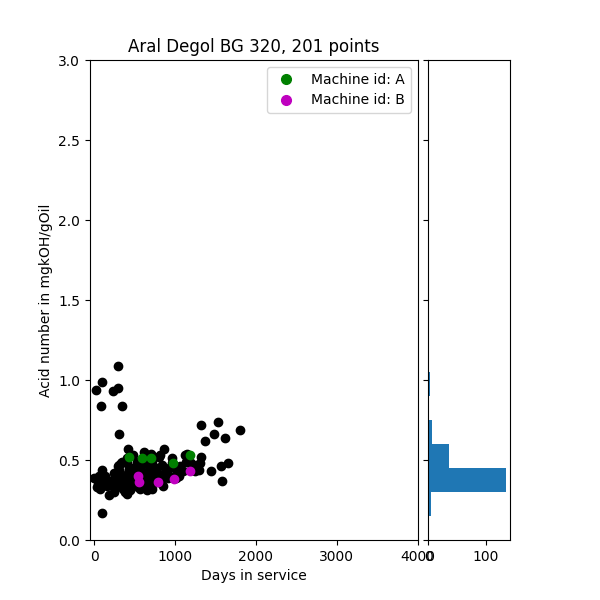 Aral Degol BG 320, 201 points
Machine id: A
Machine id: B
Acid number in mgkOH/gOil
3.0
2.5
2.0
1.5
1.0
0.5
0.0
0 1000 2000 3000 4000
0 100
Days in service